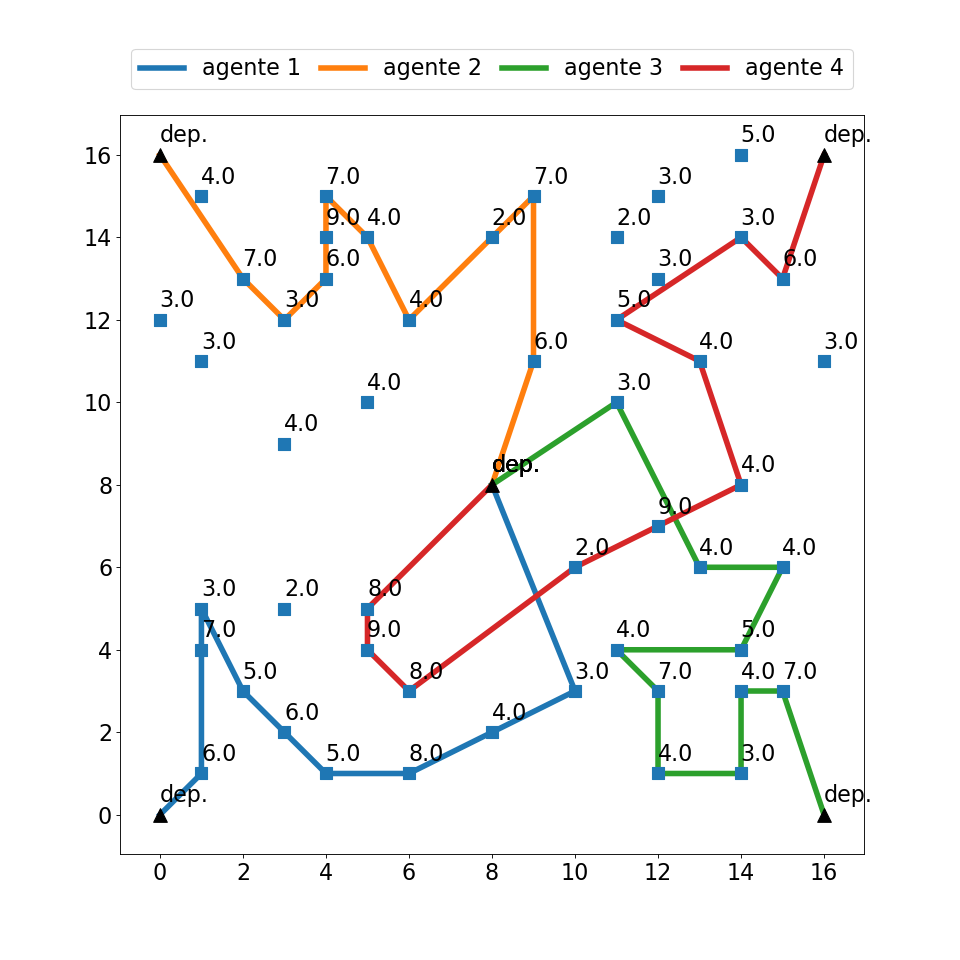 agente 1 agente 2 agente 3 agente 4
dep. 5.0 dep.
16
4.0 7.0 7.0 3.0
9.0 4.0 2.0 2.0 3.0
14
7.0 6.0 3.0 6.0
3.0 3.0 4.0 5.0
12
3.0 6.0 4.0 3.0
4.0 3.0
10
4.0
dep. dep. 4.0
8
9.0
2.0 4.0 4.0
6
3.0 2.0 8.0
7.0 9.0 4.0 5.0
4
5.0 8.0 3.0 7.0 4.0 7.0
6.0 4.0
2
6.0 5.0 8.0 4.0 3.0
dep. dep.
0
0 2 4 6 8 10 12 14 16